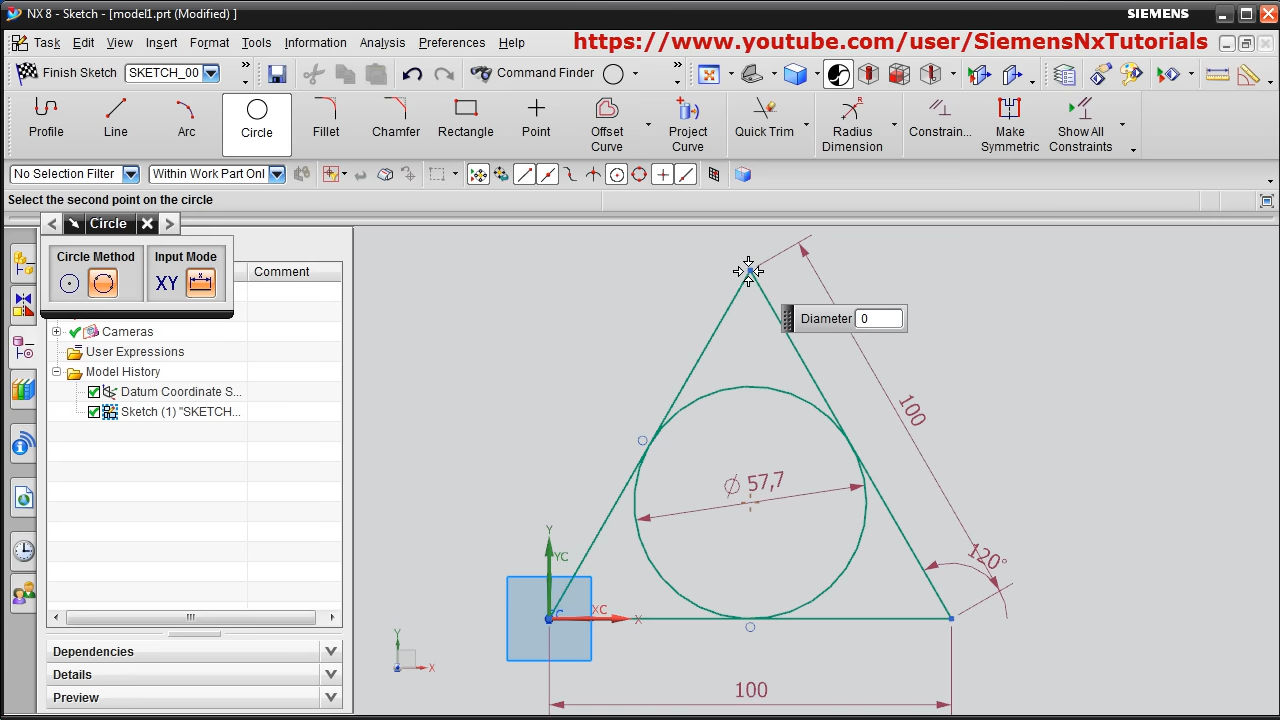 NX 8 - Sketch - [model1.prt (Modified) ]
SIEMENS
Task Edit View Insert Format Tools Information Analysis Preferences Help
https://www.youtube.com/user/SiemensNxTutorials
Finish Sketch SKETCH_00 Command Finder
Profile Line Arc Circle Fillet Chamfer Rectangle Point Offset Curve Project Curve Quick Trim Radius Dimension Constrain... Make Symmetric Show All Constraints
No Selection Filter Within Work Part Onl
Select the second point on the circle
Circle
Circle Method Input Mode
XY
Comment
Cameras
User Expressions
Model History
Datum Coordinate S...
Sketch (1) "SKETCH...
Dependencies
Details
Preview
Diameter 0
100
Ø 57,7
120°
Y
YC
XC
X
Y
X
100